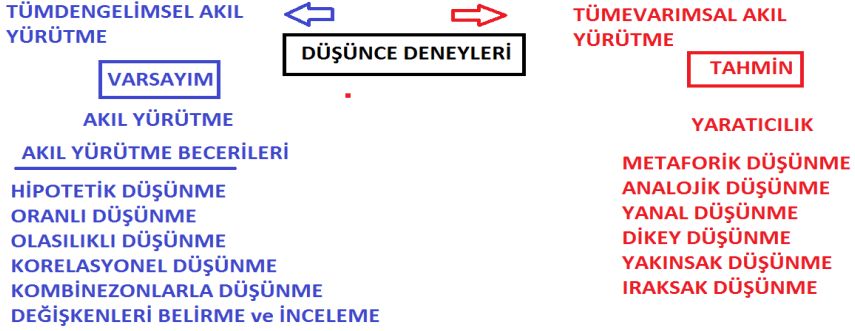 TÜMDENGELİMSEL AKIL
YÜRÜTME
DÜŞÜNCE DENEYLERİ
TÜMEVARIMSAL AKIL
YÜRÜTME
VARSAYIM
AKIL YÜRÜTME
AKIL YÜRÜTME BECERİLERİ
HİPOTETİK DÜŞÜNME
ORANLI DÜŞÜNME
OLASILIKLI DÜŞÜNME
KORELASYONEL DÜŞÜNME
KOMBİNEZONLARLA DÜŞÜNME
DEĞİŞKENLERİ BELİRME ve İNCELEME
TAHMİN
YARATICILIK
METAFORİK DÜŞÜNME
ANALOJİK DÜŞÜNME
YANAL DÜŞÜNME
DİKEY DÜŞÜNME
YAKINSAK DÜŞÜNME
IRAKSAK DÜŞÜNME